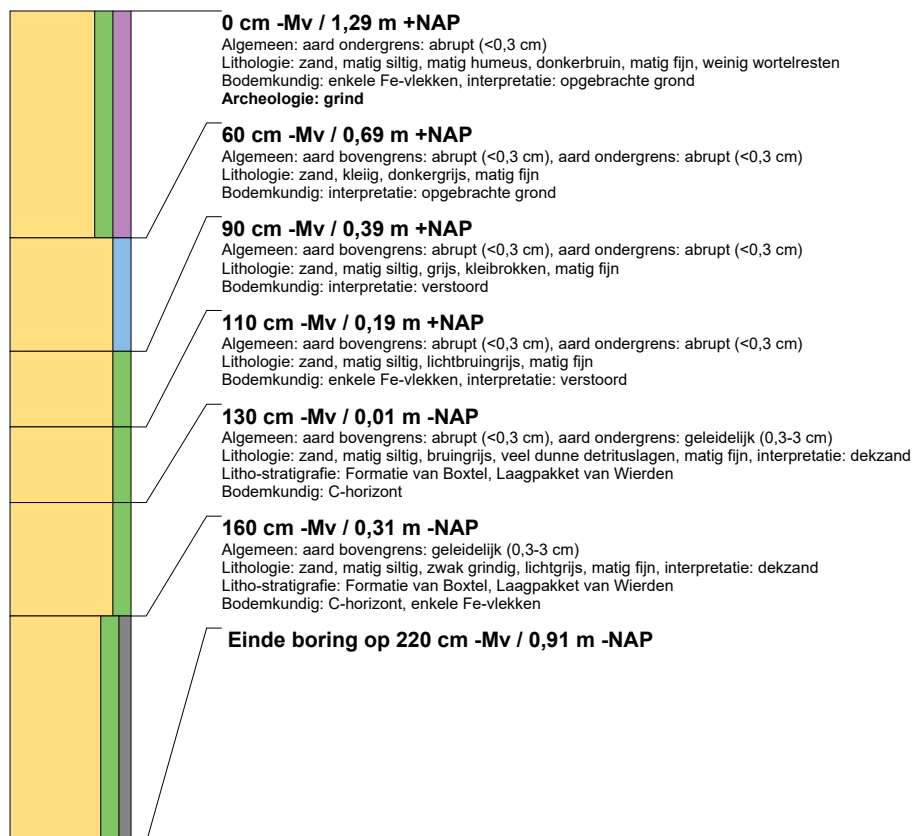 0 cm -Mv / 1,29 m +NAP
Algemeen: aard ondergrens: abrupt (<0,3 cm)
Lithologie: zand, matig siltig, matig humeus, donkerbruin, matig fijn, weinig wortelresten
Bodemkundig: enkele Fe-vlekken, interpretatie: opgebrachte grond
Archeologie: grind
60 cm -Mv / 0,69 m +NAP
Algemeen: aard bovengrens: abrupt (<0,3 cm), aard ondergrens: abrupt (<0,3 cm)
Lithologie: zand, kleiig, donkergrijs, matig fijn
Bodemkundig: interpretatie: opgebrachte grond
90 cm -Mv / 0,39 m +NAP
Algemeen: aard bovengrens: abrupt (<0,3 cm), aard ondergrens: abrupt (<0,3 cm)
Lithologie: zand, matig siltig, grijs, kleibrokken, matig fijn
Bodemkundig: interpretatie: verstoord
110 cm -Mv / 0,19 m +NAP
Algemeen: aard bovengrens: abrupt (<0,3 cm), aard ondergrens: abrupt (<0,3 cm)
Lithologie: zand, matig siltig, lichtbruingrijs, matig fijn
Bodemkundig: enkele Fe-vlekken, interpretatie: verstoord
130 cm -Mv / 0,01 m -NAP
Algemeen: aard bovengrens: abrupt (<0,3 cm), aard ondergrens: geleidelijk (0,3-3 cm)
Lithologie: zand, matig siltig, bruingrijs, veel dunne detrituslagen, matig fijn, interpretatie: dekzand
Litho-stratigrafie: Formatie van Boxtel, Laagpakket van Wierden
Bodemkundig: C-horizont
160 cm -Mv / 0,31 m -NAP
Algemeen: aard bovengrens: geleidelijk (0,3-3 cm)
Lithologie: zand, matig siltig, zwak grindig, lichtgrijs, matig fijn, interpretatie: dekzand
Litho-stratigrafie: Formatie van Boxtel, Laagpakket van Wierden
Bodemkundig: C-horizont, enkele Fe-vlekken
Einde boring op 220 cm -Mv / 0,91 m -NAP